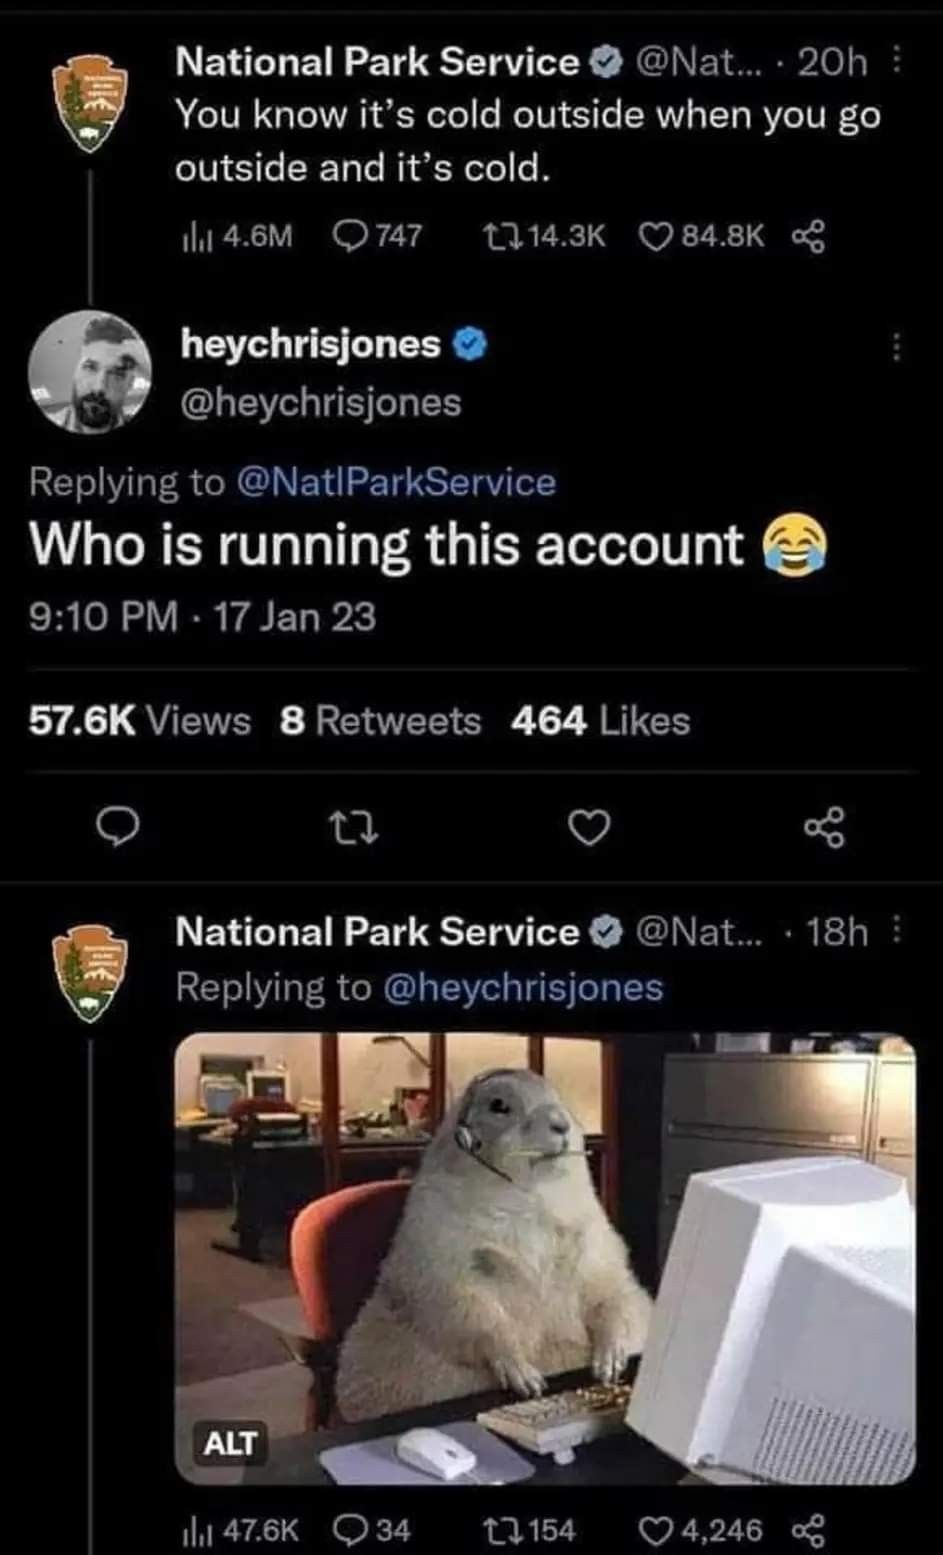 National Park Service @Nat... · 20h
You know it's cold outside when you go
outside and it's cold.
4.6M 747 14.3K 84.8K
heychrisjones
@heychrisjones
Replying to @NatlParkService
Who is running this account 😂
9:10 PM · 17 Jan 23
57.6K Views 8 Retweets 464 Likes
National Park Service @Nat... · 18h
Replying to @heychrisjones
ALT
47.6K 34 154 4,246